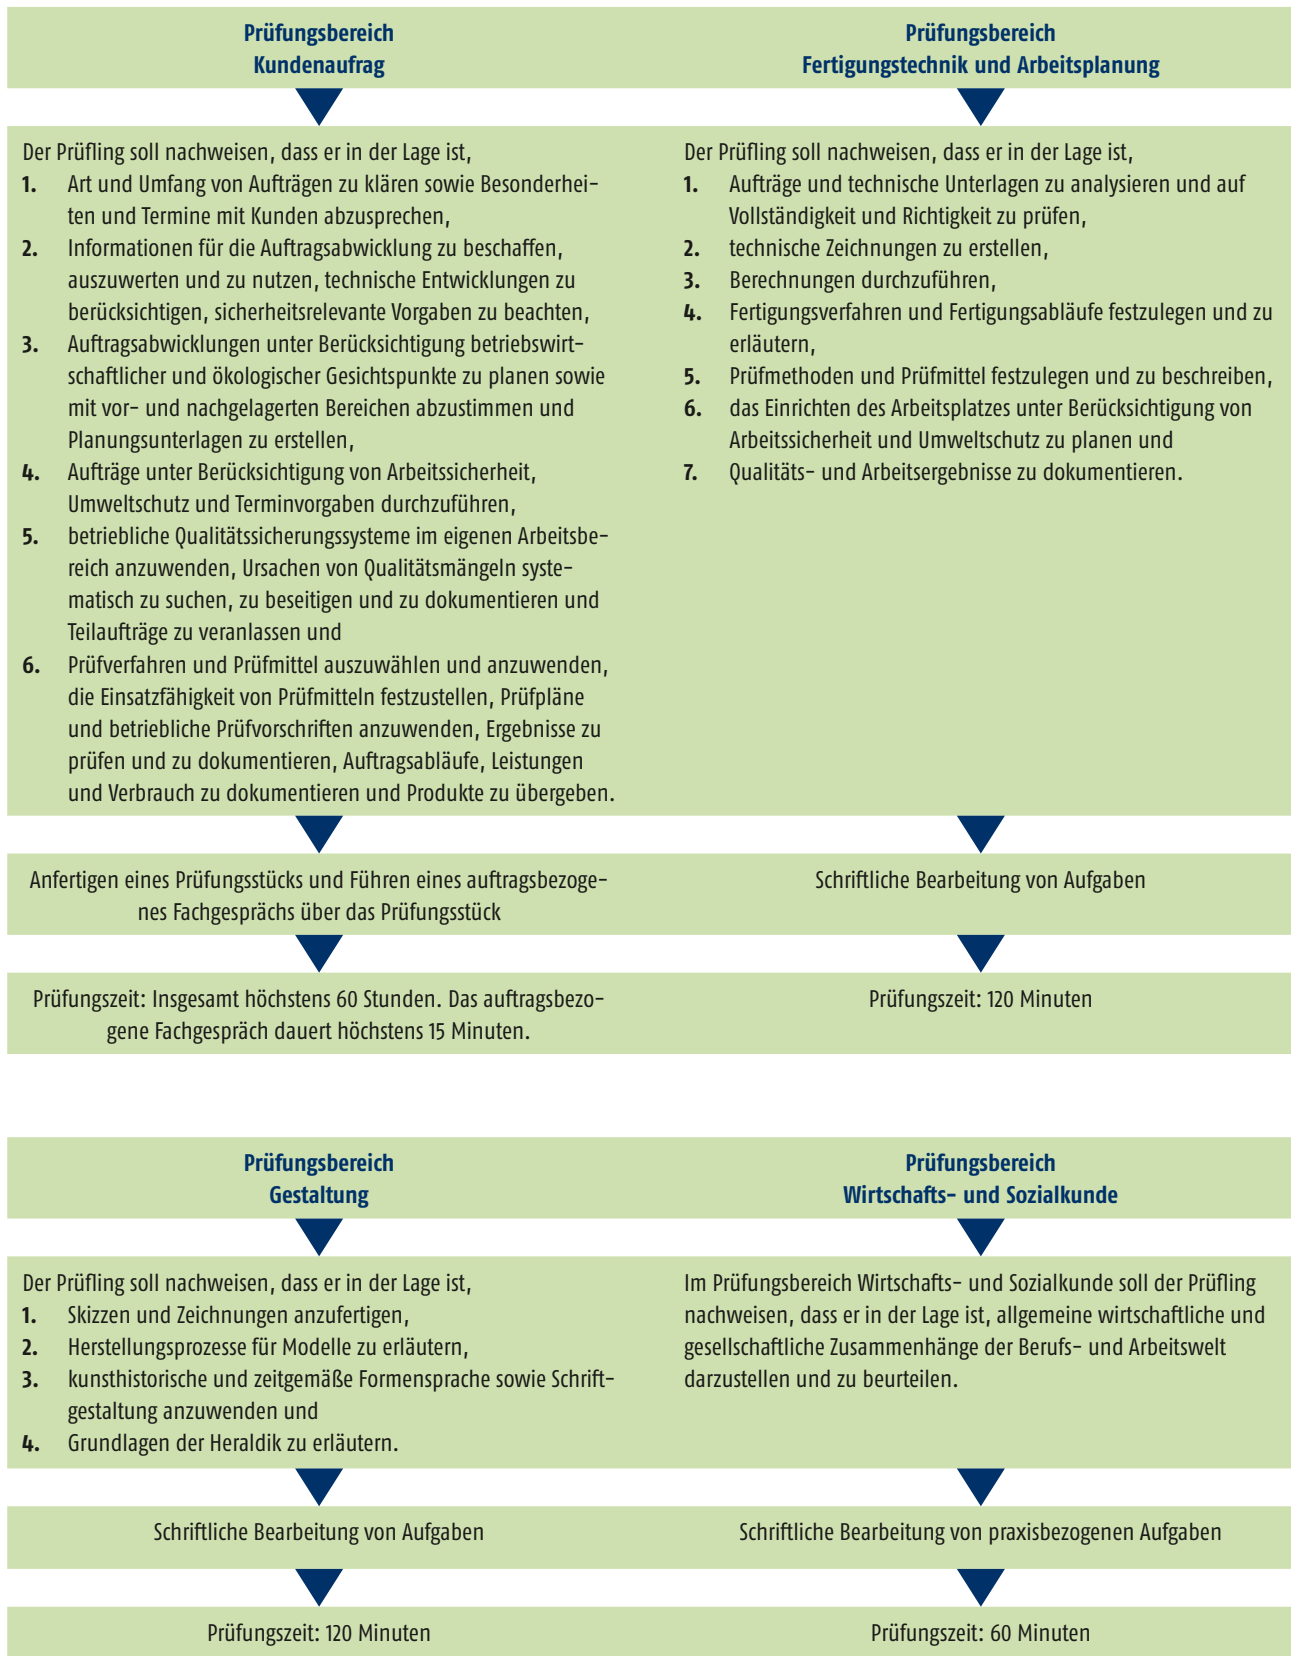 Prüfungsbereich
Kundenaufrag
Der Prüfling soll nachweisen, dass er in der Lage ist,
1. Art und Umfang von Aufträgen zu klären sowie Besonderhei-
ten und Termine mit Kunden abzusprechen,
2. Informationen für die Auftragsabwicklung zu beschaffen,
auszuwerten und zu nutzen, technische Entwicklungen zu
berücksichtigen, sicherheitsrelevante Vorgaben zu beachten,
3. Auftragsabwicklungen unter Berücksichtigung betriebswirt-
schaftlicher und ökologischer Gesichtspunkte zu planen sowie
mit vor- und nachgelagerten Bereichen abzustimmen und
Planungsunterlagen zu erstellen,
4. Aufträge unter Berücksichtigung von Arbeitssicherheit,
Umweltschutz und Terminvorgaben durchzuführen,
5. betriebliche Qualitätssicherungssysteme im eigenen Arbeitsbe-
reich anzuwenden, Ursachen von Qualitätsmängeln syste-
matisch zu suchen, zu beseitigen und zu dokumentieren und
Teilaufträge zu veranlassen und
6. Prüfverfahren und Prüfmittel auszuwählen und anzuwenden,
die Einsatzfähigkeit von Prüfmitteln festzustellen, Prüfpläne
und betriebliche Prüfvorschriften anzuwenden, Ergebnisse zu
prüfen und zu dokumentieren, Auftragsabläufe, Leistungen
und Verbrauch zu dokumentieren und Produkte zu übergeben.
Anfertigen eines Prüfungsstücks und Führen eines auftragsbezoge-
nes Fachgesprächs über das Prüfungsstück
Prüfungszeit: Insgesamt höchstens 60 Stunden. Das auftragsbezo-
gene Fachgespräch dauert höchstens 15 Minuten.
Prüfungsbereich
Fertigungstechnik und Arbeitsplanung
Der Prüfling soll nachweisen, dass er in der Lage ist,
1. Aufträge und technische Unterlagen zu analysieren und auf
Vollständigkeit und Richtigkeit zu prüfen,
2. technische Zeichnungen zu erstellen,
3. Berechnungen durchzuführen,
4. Fertigungsverfahren und Fertigungsabläufe festzulegen und zu
erläutern,
5. Prüfmethoden und Prüfmittel festzulegen und zu beschreiben,
6. das Einrichten des Arbeitsplatzes unter Berücksichtigung von
Arbeitssicherheit und Umweltschutz zu planen und
7. Qualitäts- und Arbeitsergebnisse zu dokumentieren.
Schriftliche Bearbeitung von Aufgaben
Prüfungszeit: 120 Minuten
Prüfungsbereich
Gestaltung
Der Prüfling soll nachweisen, dass er in der Lage ist,
1. Skizzen und Zeichnungen anzufertigen,
2. Herstellungsprozesse für Modelle zu erläutern,
3. kunsthistorische und zeitgemäße Formensprache sowie Schrift-
gestaltung anzuwenden und
4. Grundlagen der Heraldik zu erläutern.
Schriftliche Bearbeitung von Aufgaben
Prüfungszeit: 120 Minuten
Prüfungsbereich
Wirtschafts- und Sozialkunde
Im Prüfungsbereich Wirtschafts- und Sozialkunde soll der Prüfling
nachweisen, dass er in der Lage ist, allgemeine wirtschaftliche und
gesellschaftliche Zusammenhänge der Berufs- und Arbeitswelt
darzustellen und zu beurteilen.
Schriftliche Bearbeitung von praxisbezogenen Aufgaben
Prüfungszeit: 60 Minuten